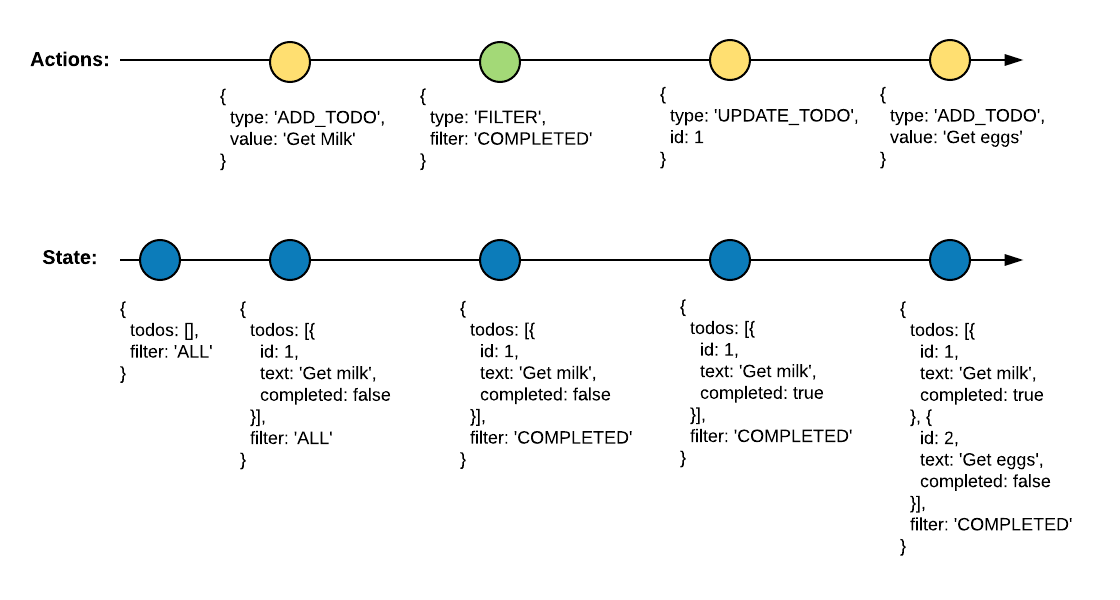 Actions:
{
  type: 'ADD_TODO',
  value: 'Get Milk'
}
{
  type: 'FILTER',
  filter: 'COMPLETED'
}
{
  type: 'UPDATE_TODO',
  id: 1
}
{
  type: 'ADD_TODO',
  value: 'Get eggs'
}
State:
{
  todos: [],
  filter: 'ALL'
}
{
  todos: [{
    id: 1,
    text: 'Get milk',
    completed: false
  }],
  filter: 'ALL'
}
{
  todos: [{
    id: 1,
    text: 'Get milk',
    completed: false
  }],
  filter: 'COMPLETED'
}
{
  todos: [{
    id: 1,
    text: 'Get milk',
    completed: true
  }],
  filter: 'COMPLETED'
}
{
  todos: [{
    id: 1,
    text: 'Get milk',
    completed: true
  }, {
    id: 2,
    text: 'Get eggs',
    completed: false
  }],
  filter: 'COMPLETED'
}